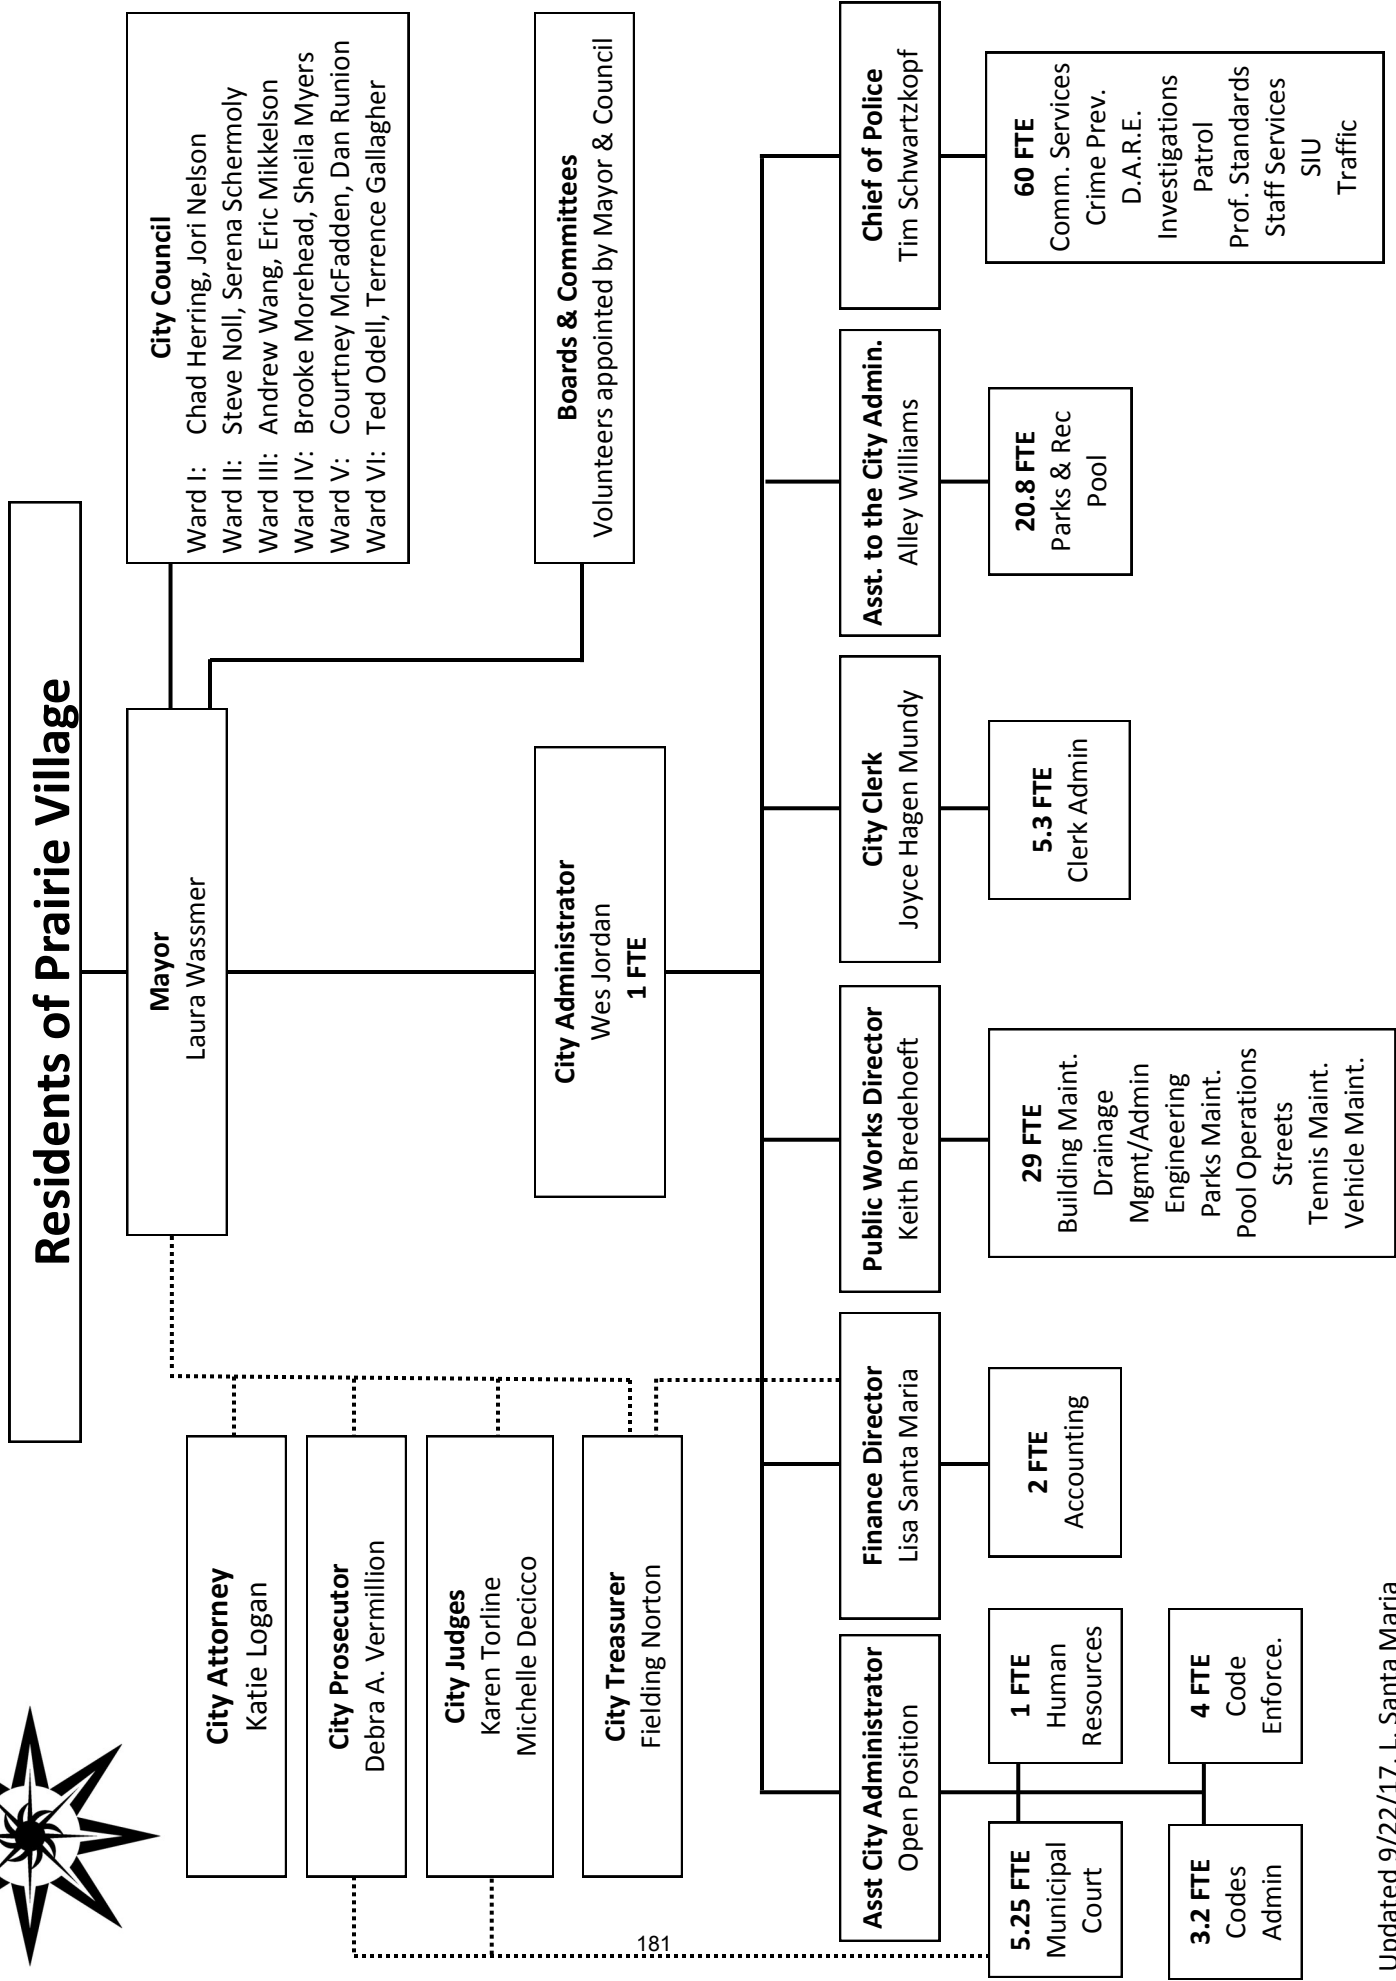 Residents of Prairie Village
Mayor
Laura Wassmer
City Council
Ward I: Chad Herring, Jori Nelson
Ward II: Steve Noll, Serena Schermoly
Ward III: Andrew Wang, Eric Mikkelson
Ward IV: Brooke Morehead, Sheila Myers
Ward V: Courtney McFadden, Dan Runion
Ward VI: Ted Odell, Terrence Gallagher
City Attorney
Katie Logan
City Prosecutor
Debra A. Vermillion
City Judges
Karen Torline
Michelle Decicco
City Treasurer
Fielding Norton
City Administrator
Wes Jordan
1 FTE
Boards & Committees
Volunteers appointed by Mayor & Council
Asst City Administrator
Open Position
Finance Director
Lisa Santa Maria
Public Works Director
Keith Bredehoeft
City Clerk
Joyce Hagen Mundy
Asst. to the City Admin.
Alley Williams
Chief of Police
Tim Schwartzkopf
5.25 FTE
Municipal
Court
1 FTE
Human
Resources
3.2 FTE
Codes
Admin
4 FTE
Code
Enforce.
2 FTE
Accounting
29 FTE
Building Maint.
Drainage
Mgmt/Admin
Engineering
Parks Maint.
Pool Operations
Streets
Tennis Maint.
Vehicle Maint.
5.3 FTE
Clerk Admin
20.8 FTE
Parks & Rec
Pool
60 FTE
Comm. Services
Crime Prev.
D.A.R.E.
Investigations
Patrol
Prof. Standards
Staff Services
SIU
Traffic
Updated 9/22/17, L. Santa Maria
181